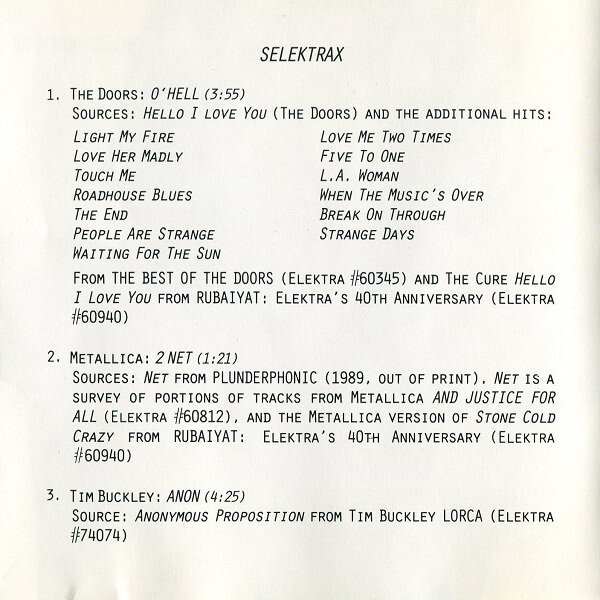 SELEKTRAX
1. THE DOORS: O'HELL (3:55)
SOURCES: HELLO I LOVE YOU (THE DOORS) AND THE ADDITIONAL HITS:
LIGHT MY FIRE
LOVE HER MADLY
TOUCH ME
ROADHOUSE BLUES
THE END
PEOPLE ARE STRANGE
WAITING FOR THE SUN
LOVE ME TWO TIMES
FIVE TO ONE
L.A. WOMAN
WHEN THE MUSIC'S OVER
BREAK ON THROUGH
STRANGE DAYS
FROM THE BEST OF THE DOORS (ELEKTRA #60345) AND THE CURE HELLO
I LOVE YOU FROM RUBAIYAT: ELEKTRA'S 40TH ANNIVERSARY (ELEKTRA
#60940)
2. METALLICA: 2 NET (1:21)
SOURCES: NET FROM PLUNDERPHONIC (1989, OUT OF PRINT). NET IS A
SURVEY OF PORTIONS OF TRACKS FROM METALLICA AND JUSTICE FOR
ALL (ELEKTRA #60812), AND THE METALLICA VERSION OF STONE COLD
CRAZY FROM RUBAIYAT: ELEKTRA'S 40TH ANNIVERSARY (ELEKTRA
#60940)
3. TIM BUCKLEY: ANON (4:25)
SOURCE: ANONYMOUS PROPOSITION FROM TIM BUCKLEY LORCA (ELEKTRA
#74074)